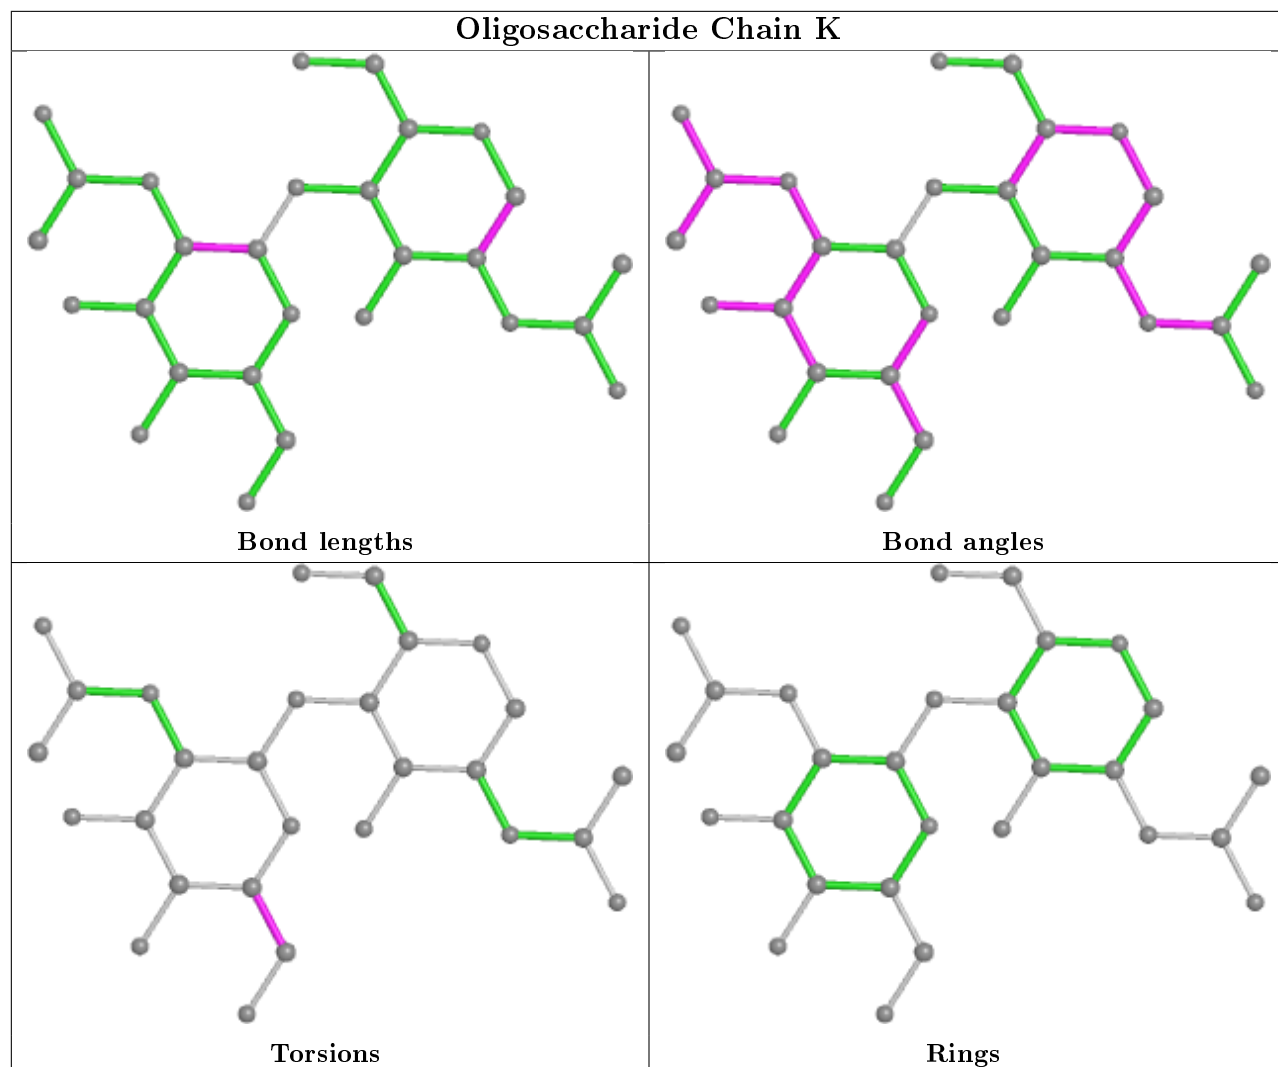 Oligosaccharide Chain K
Bond lengths
Bond angles
Torsions
Rings